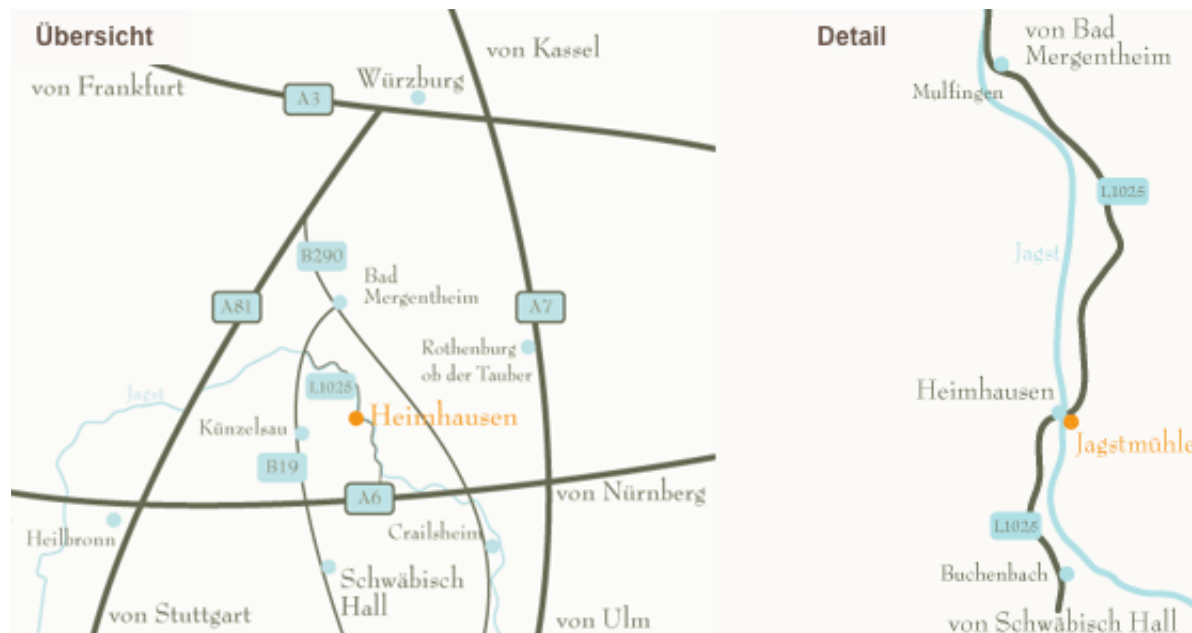 Übersicht
von Kassel
Würzburg
von Frankfurt
A3
B290
Bad
Mergentheim
A81
A7
Rothenburg
ob der Tauber
Jagst
L1025
Heimhausen
Künzelsau
B19
A6
von Nürnberg
Heilbronn
Crailsheim
Schwäbisch
Hall
von Stuttgart
von Ulm
Detail
von Bad
Mergentheim
Mulfingen
L1025
Jagst
Heimhausen
Jagstmühle
L1025
Buchenbach
von Schwäbisch Hall